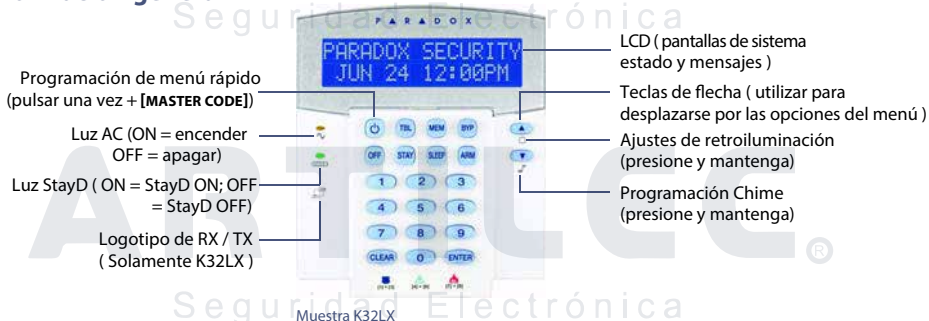 Seguridad Electrónica
PARADOX
PARADOX SECURITY
JUN 24 12:00PM
LCD ( pantallas de sistema
estado y mensajes )
Programación de menú rápido
(pulsar una vez + [MASTER CODE])
Teclas de flecha ( utilizar para
desplazarse por las opciones del menú )
Luz AC (ON = encender
OFF = apagar)
Ajustes de retroiluminación
(presione y mantenga)
Luz StayD ( ON = StayD ON; OFF
= StayD OFF)
Programación Chime
(presione y mantenga)
Logotipo de RX / TX
( Solamente K32LX )
TBL MEM BYP
OFF STAY SLEEP ARM
1 2 3
4 5 6
7 8 9
CLEAR 0 ENTER
ARTILEC ®
Seguridad Electrónica
Muestra K32LX